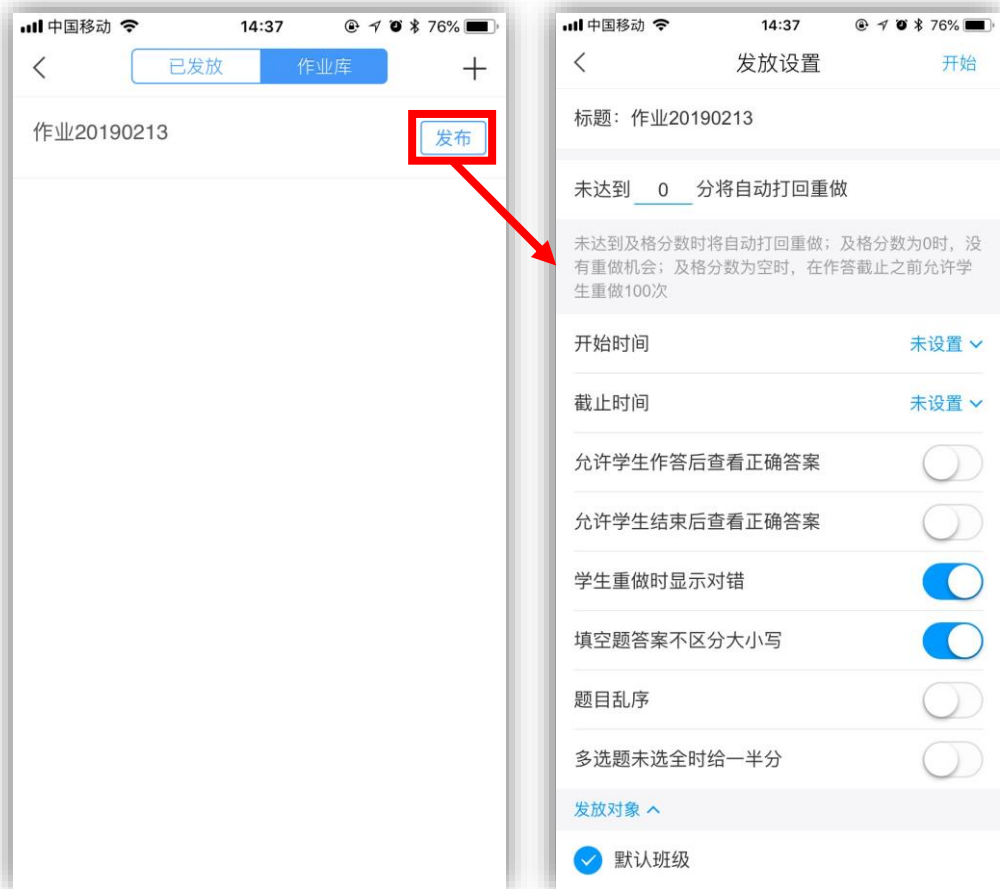 中国移动 14:37 76%
已发放 作业库
作业20190213
发布
中国移动 14:37 76%
发放设置 开始
标题：作业20190213
未达到 0 分将自动打回重做
未达到及格分数时将自动打回重做；及格分数为0时，没
有重做机会；及格分数为空时，在作答截止之前允许学
生重做100次
开始时间 未设置
截止时间 未设置
允许学生作答后查看正确答案
允许学生结束后查看正确答案
学生重做时显示对错
填空题答案不区分大小写
题目乱序
多选题未选全时给一半分
发放对象
默认班级